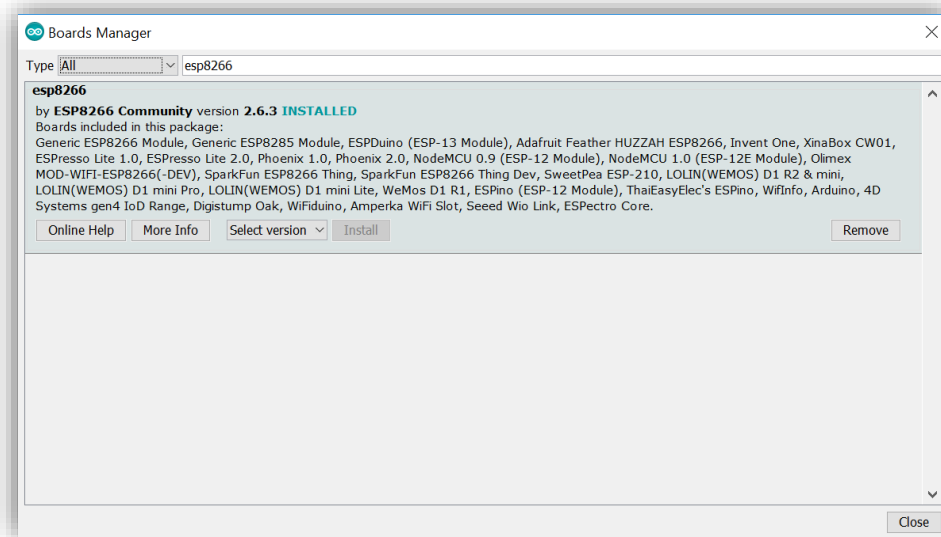 Boards Manager
Type All esp8266
esp8266
by ESP8266 Community version 2.6.3 INSTALLED
Boards included in this package:
Generic ESP8266 Module, Generic ESP8285 Module, ESPDuino (ESP-13 Module), Adafruit Feather HUZZAH ESP8266, Invent One, XinaBox CW01,
ESPresso Lite 1.0, ESPresso Lite 2.0, Phoenix 1.0, Phoenix 2.0, NodeMCU 0.9 (ESP-12 Module), NodeMCU 1.0 (ESP-12E Module), Olimex
MOD-WIFI-ESP8266(-DEV), SparkFun ESP8266 Thing, SparkFun ESP8266 Thing Dev, SweetPea ESP-210, LOLIN(WEMOS) D1 R2 & mini,
LOLIN(WEMOS) D1 mini Pro, LOLIN(WEMOS) D1 mini Lite, WeMos D1 R1, ESPino (ESP-12 Module), ThaiEasyElec's ESPino, WifInfo, Arduino, 4D
Systems gen4 IoD Range, Digistump Oak, WiFiduino, Amperka WiFi Slot, Seeed Wio Link, ESPectro Core.
Online Help More Info Select version Install Remove
Close